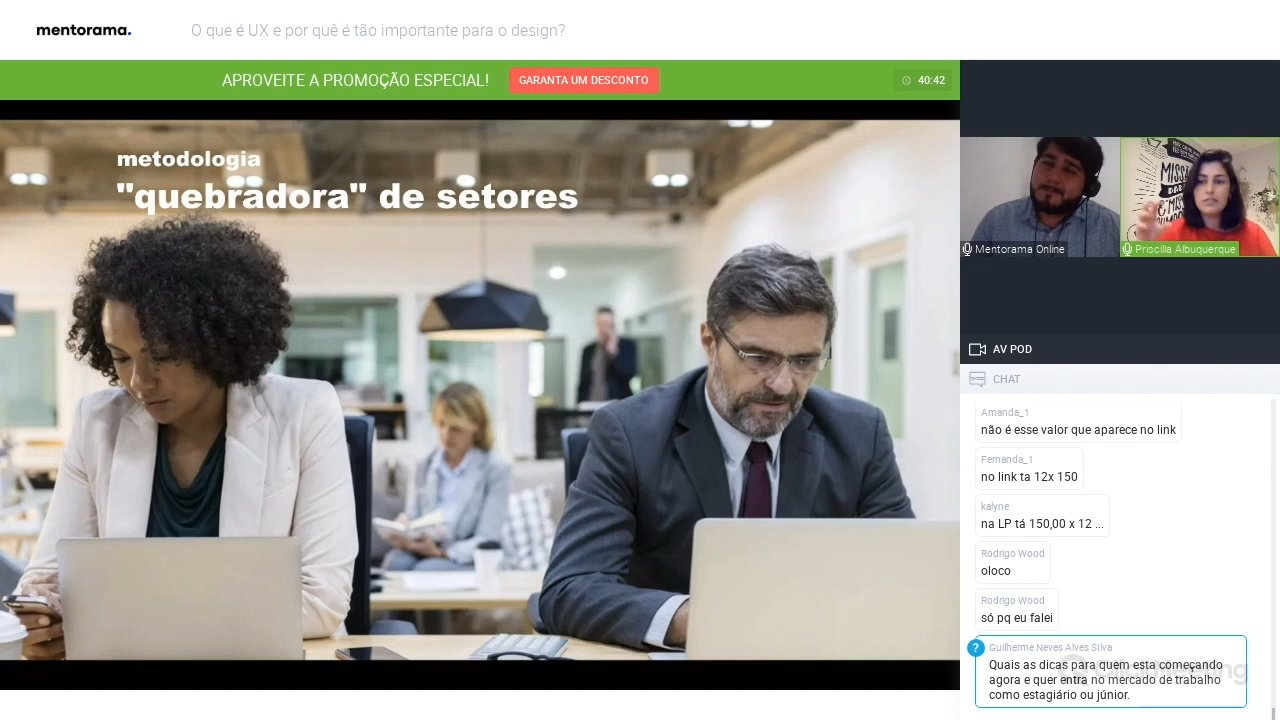 mentorama.
O que é UX e por quê é tão importante para o design?
APROVEITE A PROMOÇÃO ESPECIAL!
GARANTA UM DESCONTO
40:42
metodologia
"quebradora" de setores
MISSÃO
Mentorama Online
Priscilla Albuquerque
AV POD
CHAT
Amanda_1
não é esse valor que aparece no link
Fernanda_1
no link ta 12x 150
kalyne
na LP tá 150,00 x 12 ...
Rodrigo Wood
oloco
Rodrigo Wood
só pq eu falei
?
Guilherme Neves Alves SIlva
Quais as dicas para quem esta começando
agora e quer entra no mercado de trabalho
como estagiário ou júnior.
ClickMeeting